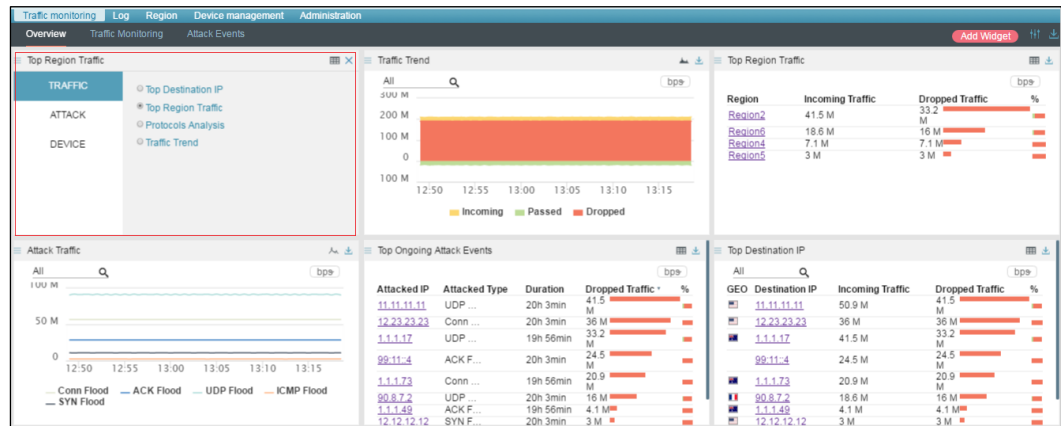 Traffic monitoring Log Region Device management Administration
Overview Traffic Monitoring Attack Events Add Widget
Top Region Traffic
TRAFFIC
ATTACK
DEVICE
Top Destination IP
Top Region Traffic
Protocols Analysis
Traffic Trend
Traffic Trend
All bps
300 M
200 M
100 M
0
100 M
12:50 12:55 13:00 13:05 13:10 13:15
Incoming Passed Dropped
Top Region Traffic
bps
Region Incoming Traffic Dropped Traffic %
Region2 41.5 M 33.2 M
Region6 18.6 M 16 M
Region4 7.1 M 7.1 M
Region5 3 M 3 M
Attack Traffic
All bps
100 M
50 M
0
12:50 12:55 13:00 13:05 13:10 13:15
Conn Flood ACK Flood UDP Flood ICMP Flood
SYN Flood
Top Ongoing Attack Events
bps
Attacked IP Attacked Type Duration Dropped Traffic %
11.11.11.11 UDP ... 20h 3min 41.5 M
12.23.23.23 Conn ... 20h 3min 36 M
1.1.1.17 UDP ... 19h 56min 33.2 M
99:11::4 ACK F... 20h 3min 24.5 M
1.1.1.73 Conn ... 19h 56min 20.9 M
90.8.7.2 UDP ... 20h 3min 16 M
1.1.1.49 ACK F... 19h 56min 4.1 M
12.12.12.12 SYN F... 20h 3min 3 M
Top Destination IP
All bps
GEO Destination IP Incoming Traffic Dropped Traffic %
11.11.11.11 50.9 M 41.5 M
12.23.23.23 36 M 36 M
1.1.1.17 41.5 M 33.2 M
99:11::4 24.5 M 24.5 M
1.1.1.73 20.9 M 20.9 M
90.8.7.2 18.6 M 16 M
1.1.1.49 4.1 M 4.1 M
12.12.12.12 3 M 3 M